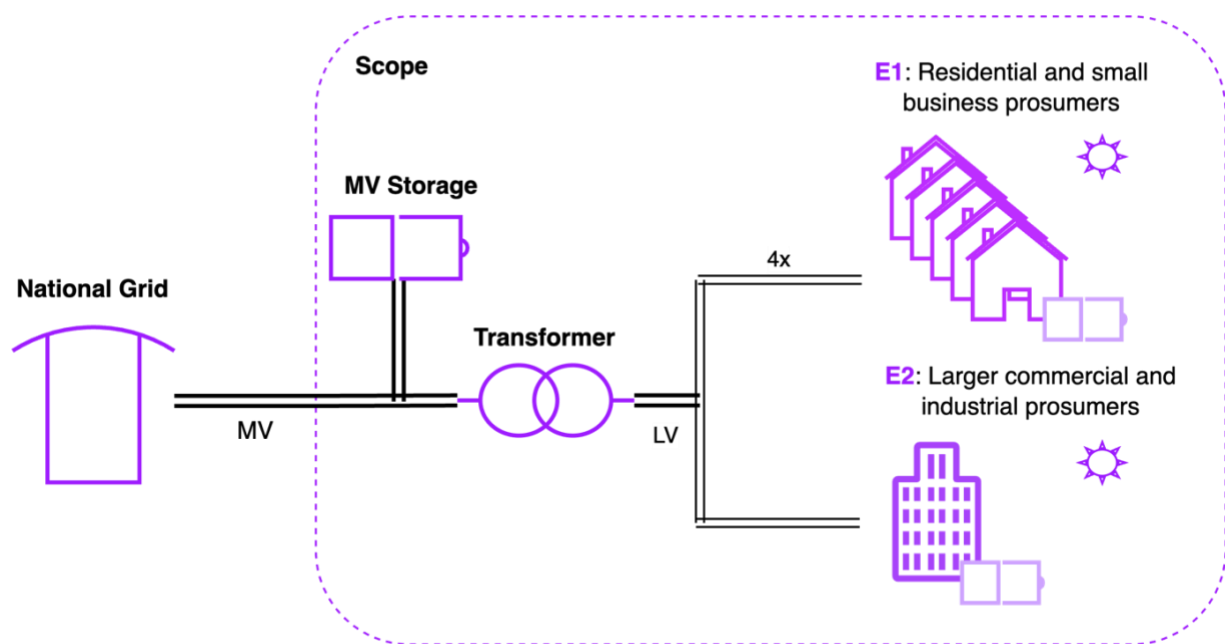 Scope
E1: Residential and small
business prosumers
MV Storage
4x
National Grid
Transformer
E2: Larger commercial and
industrial prosumers
MV
LV